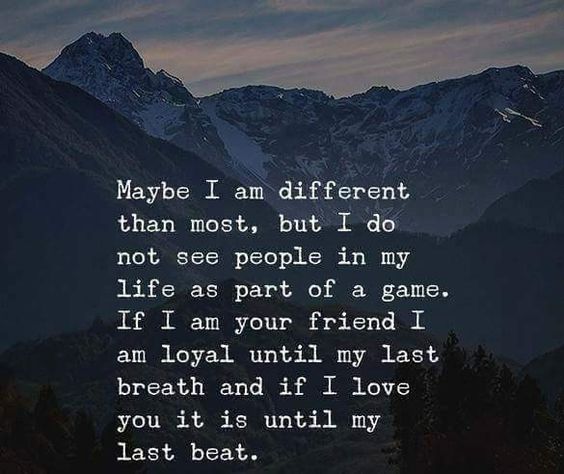 Maybe I am different
than most, but I do
not see people in my
life as part of a game.
If I am your friend I
am loyal until my last
breath and if I love
you it is until my
last beat.